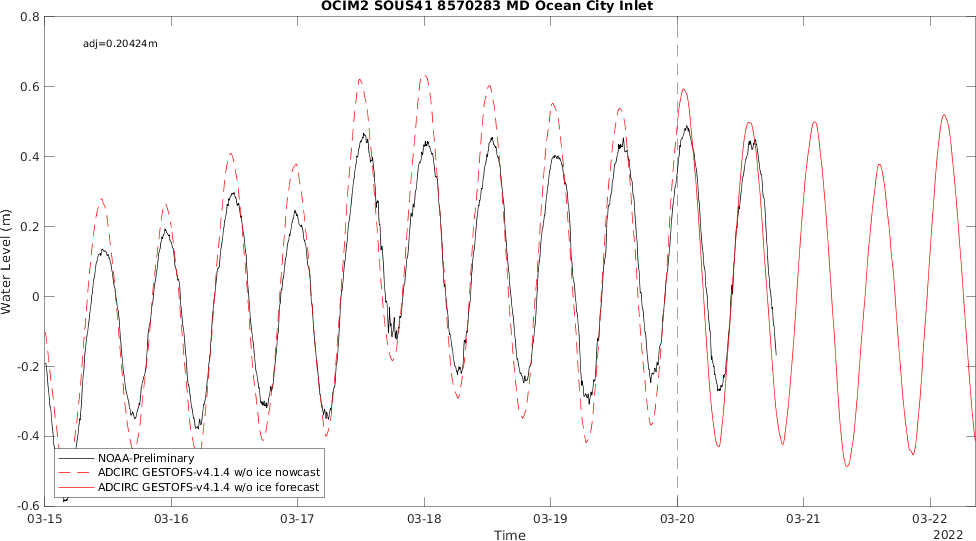 OCIM2 SOUS41 8570283 MD Ocean City Inlet
adj=0.20424m
0.8
0.6
0.4
0.2
0
-0.2
-0.4
-0.6
Water Level (m)
NOAA-Preliminary
ADCIRC GESTOFS-v4.1.4 w/o ice nowcast
ADCIRC GESTOFS-v4.1.4 w/o ice forecast
03-15 03-16 03-17 03-18 03-19 03-20 03-21 03-22
Time
2022